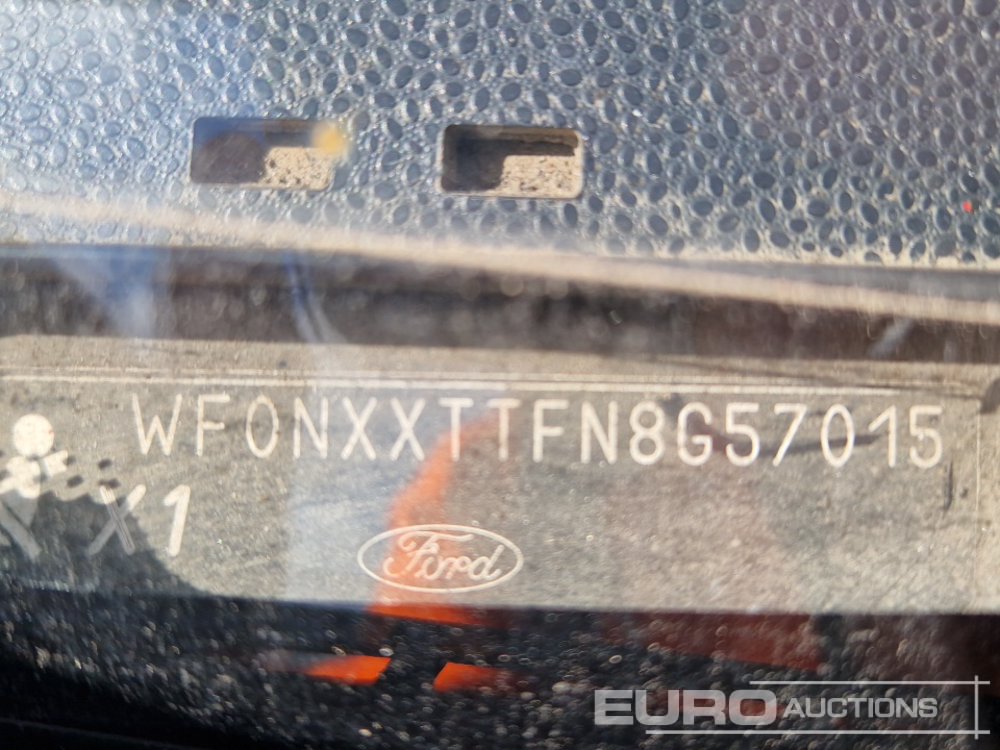 WF0NXXTTFN8G57015
X1
Ford
EURO AUCTIONS